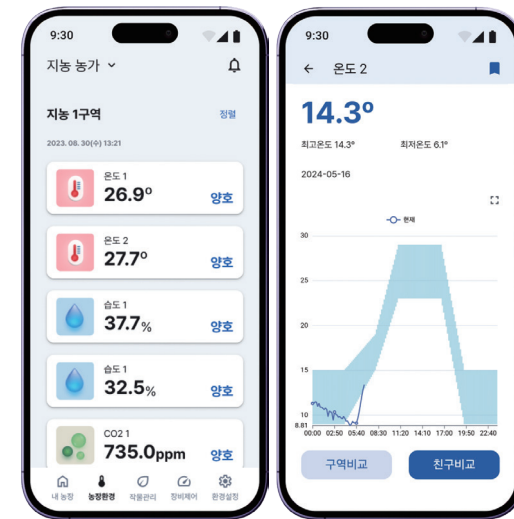 9:30
지농 농가
지농 1구역
정렬
2023. 08. 30(수) 13:21
온도 1
26.9°
양호
온도 2
27.7°
양호
습도 1
37.7%
양호
습도 1
32.5%
양호
CO2 1
735.0ppm
양호
내 농장 농장환경 작물관리 장비제어 환경설정
9:30
온도 2
14.3°
최고온도 14.3° 최저온도 6.1°
2024-05-16
현재
30
25
20
15
10
8.81
00:00 02:50 05:40 08:30 11:20 14:10 17:00 19:50 22:40
구역비교 친구비교